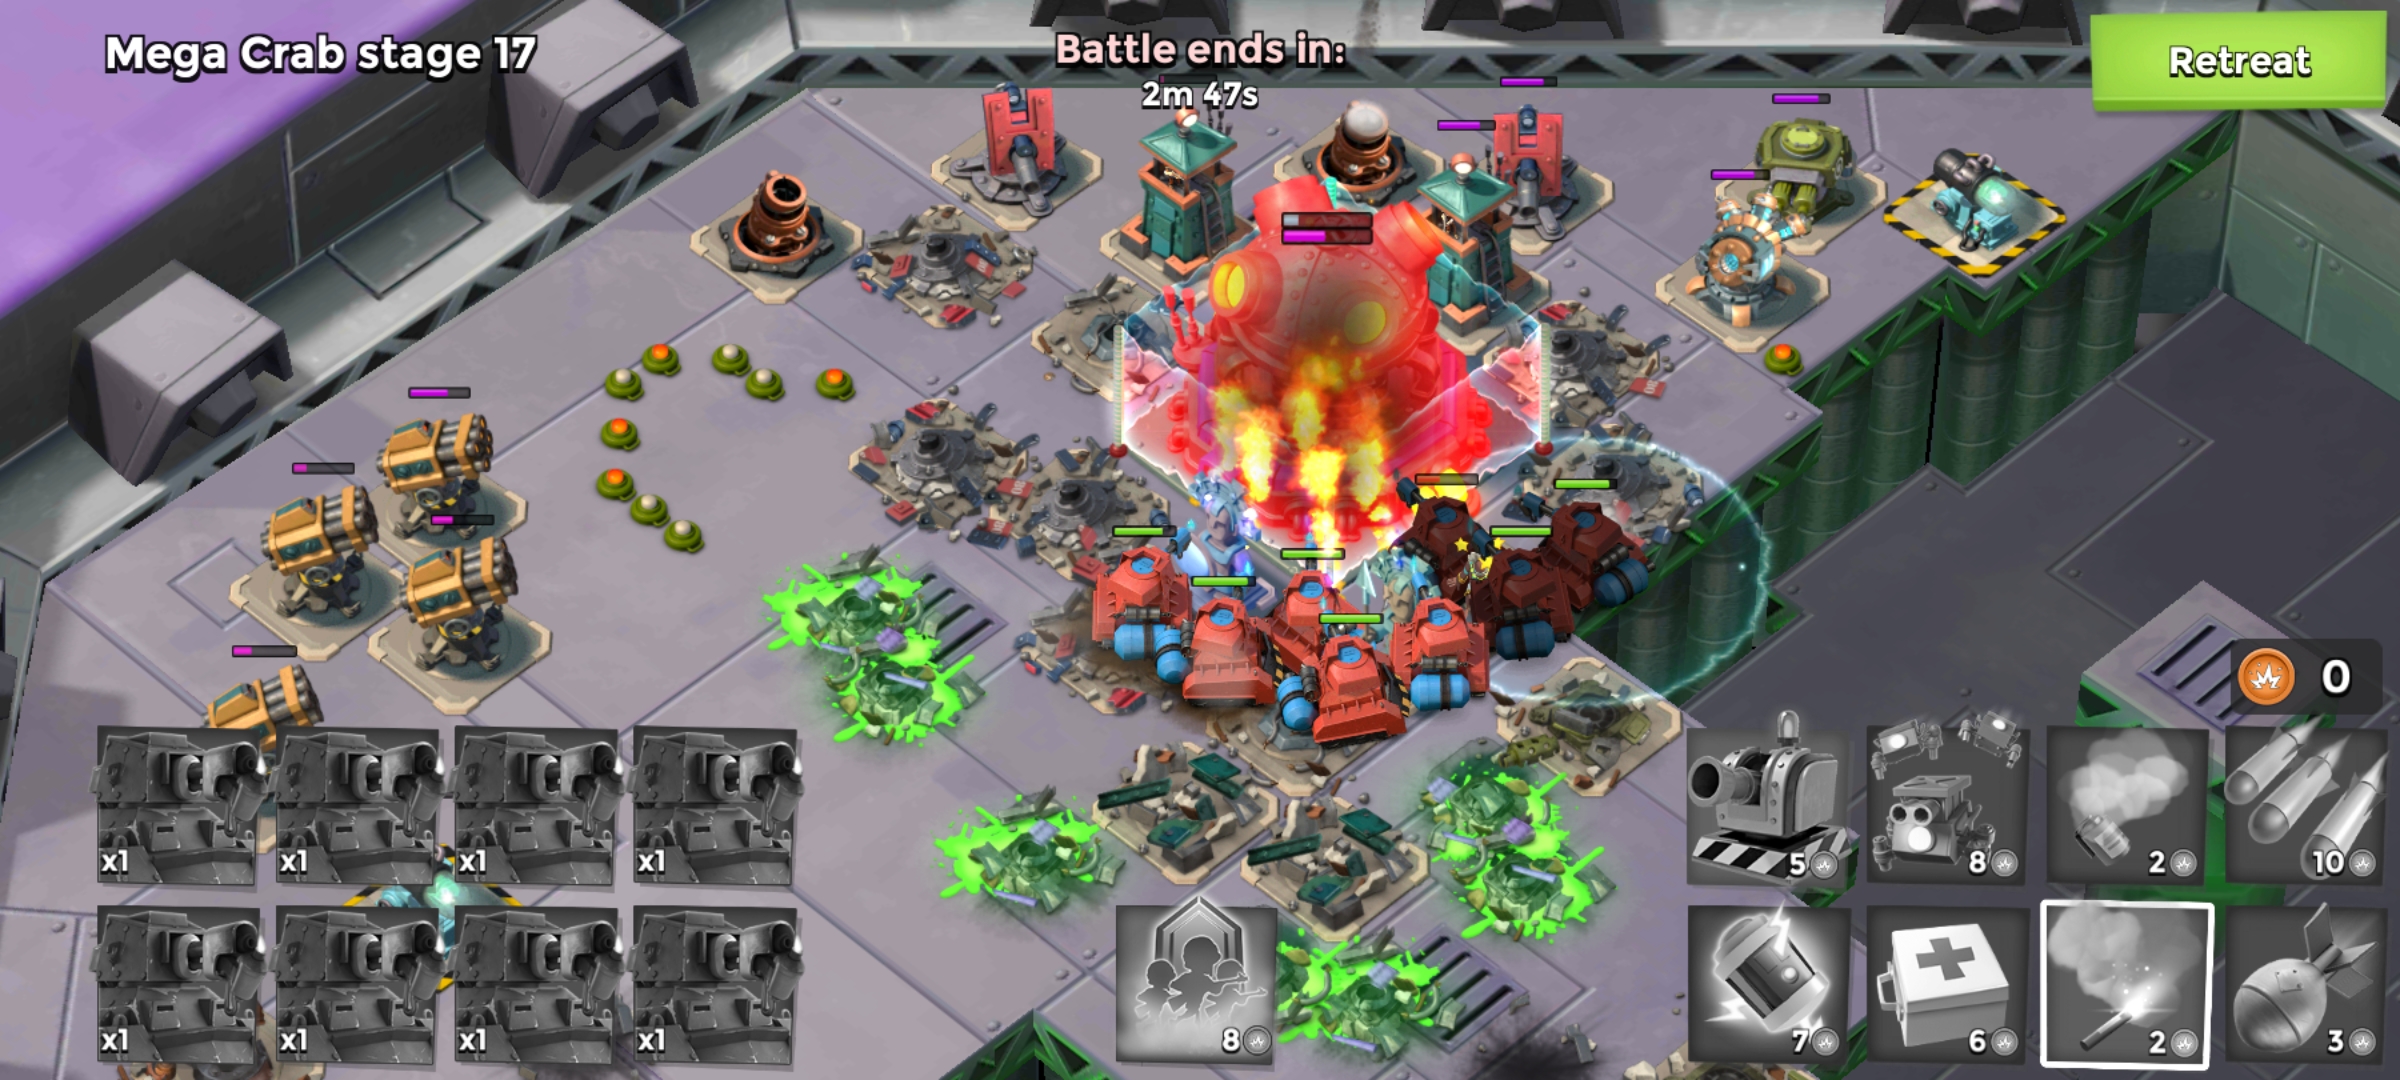 Mega Crab stage 17
Battle ends in:
2m 47s
Retreat
0
x1
x1
x1
x1
5
8
2
10
x1
x1
x1
x1
8
7
6
2
3